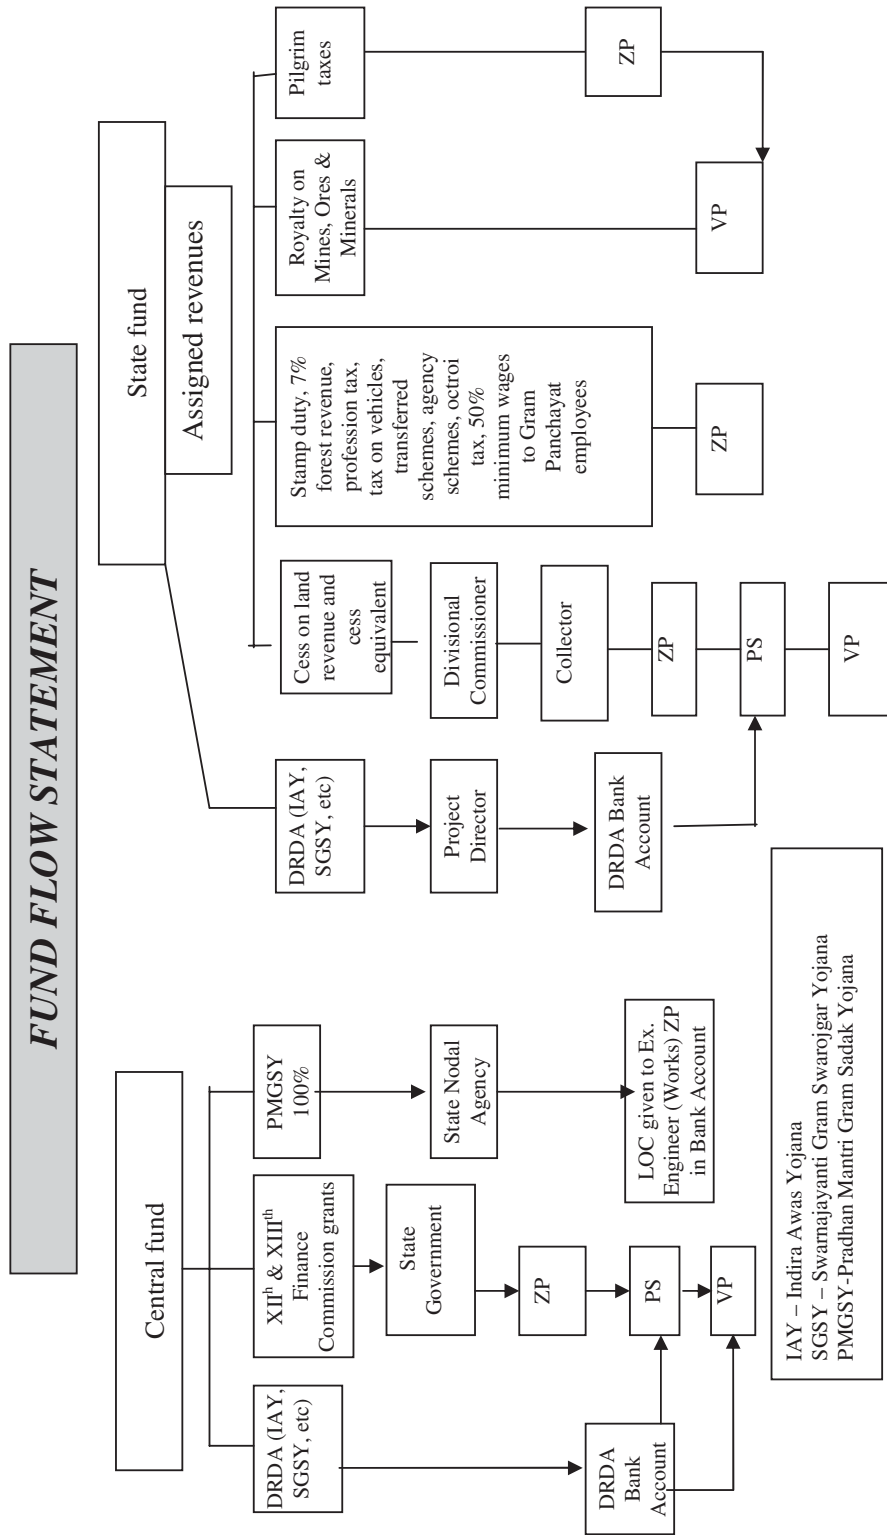 FUND FLOW STATEMENT
Central fund
State fund
Assigned revenues
DRDA (IAY,
SGSY, etc)
XIIh & XIIIth
Finance
Commission grants
PMGSY
100%
DRDA (IAY,
SGSY, etc)
Cess on land
revenue and
cess
equivalent
Stamp duty, 7%
forest revenue,
profession tax,
tax on vehicles,
transferred
schemes, agency
schemes, octroi
tax, 50%
minimum wages
to Gram
Panchayat
employees
Royalty on
Mines, Ores &
Minerals
Pilgrim
taxes
State
Government
State Nodal
Agency
Project
Director
Divisional
Commissioner
Collector
ZP
DRDA
Bank
Account
PS
VP
LOC given to Ex.
Engineer (Works) ZP
in Bank Account
DRDA Bank
Account
ZP
PS
VP
ZP
VP
ZP
IAY – Indira Awas Yojana
SGSY – Swarnajayanti Gram Swarojgar Yojana
PMGSY-Pradhan Mantri Gram Sadak Yojana